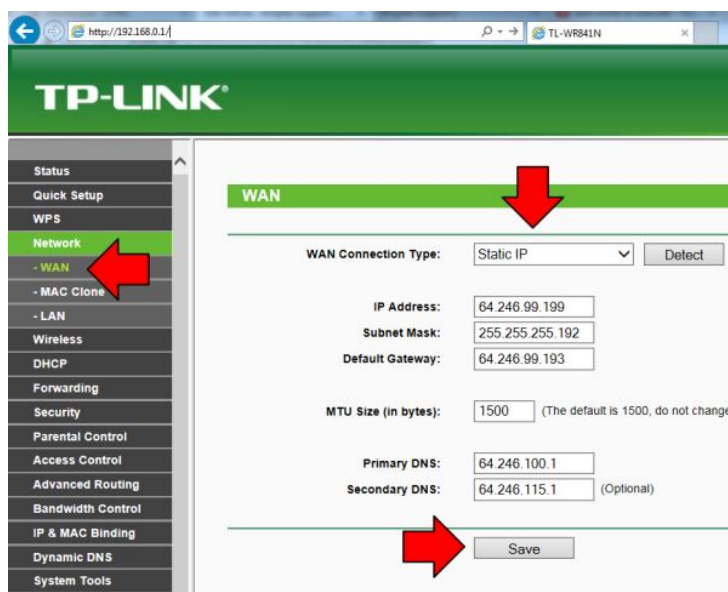 http://192.168.0.1/
TL-WR841N
TP-LINK®
Status
Quick Setup
WPS
Network
- WAN
- MAC Clone
- LAN
Wireless
DHCP
Forwarding
Security
Parental Control
Access Control
Advanced Routing
Bandwidth Control
IP & MAC Binding
Dynamic DNS
System Tools
WAN
WAN Connection Type: Static IP Detect
IP Address: 64.246.99.199
Subnet Mask: 255.255.255.192
Default Gateway: 64.246.99.193
MTU Size (in bytes): 1500 (The default is 1500, do not change
Primary DNS: 64.246.100.1
Secondary DNS: 64.246.115.1 (Optional)
Save